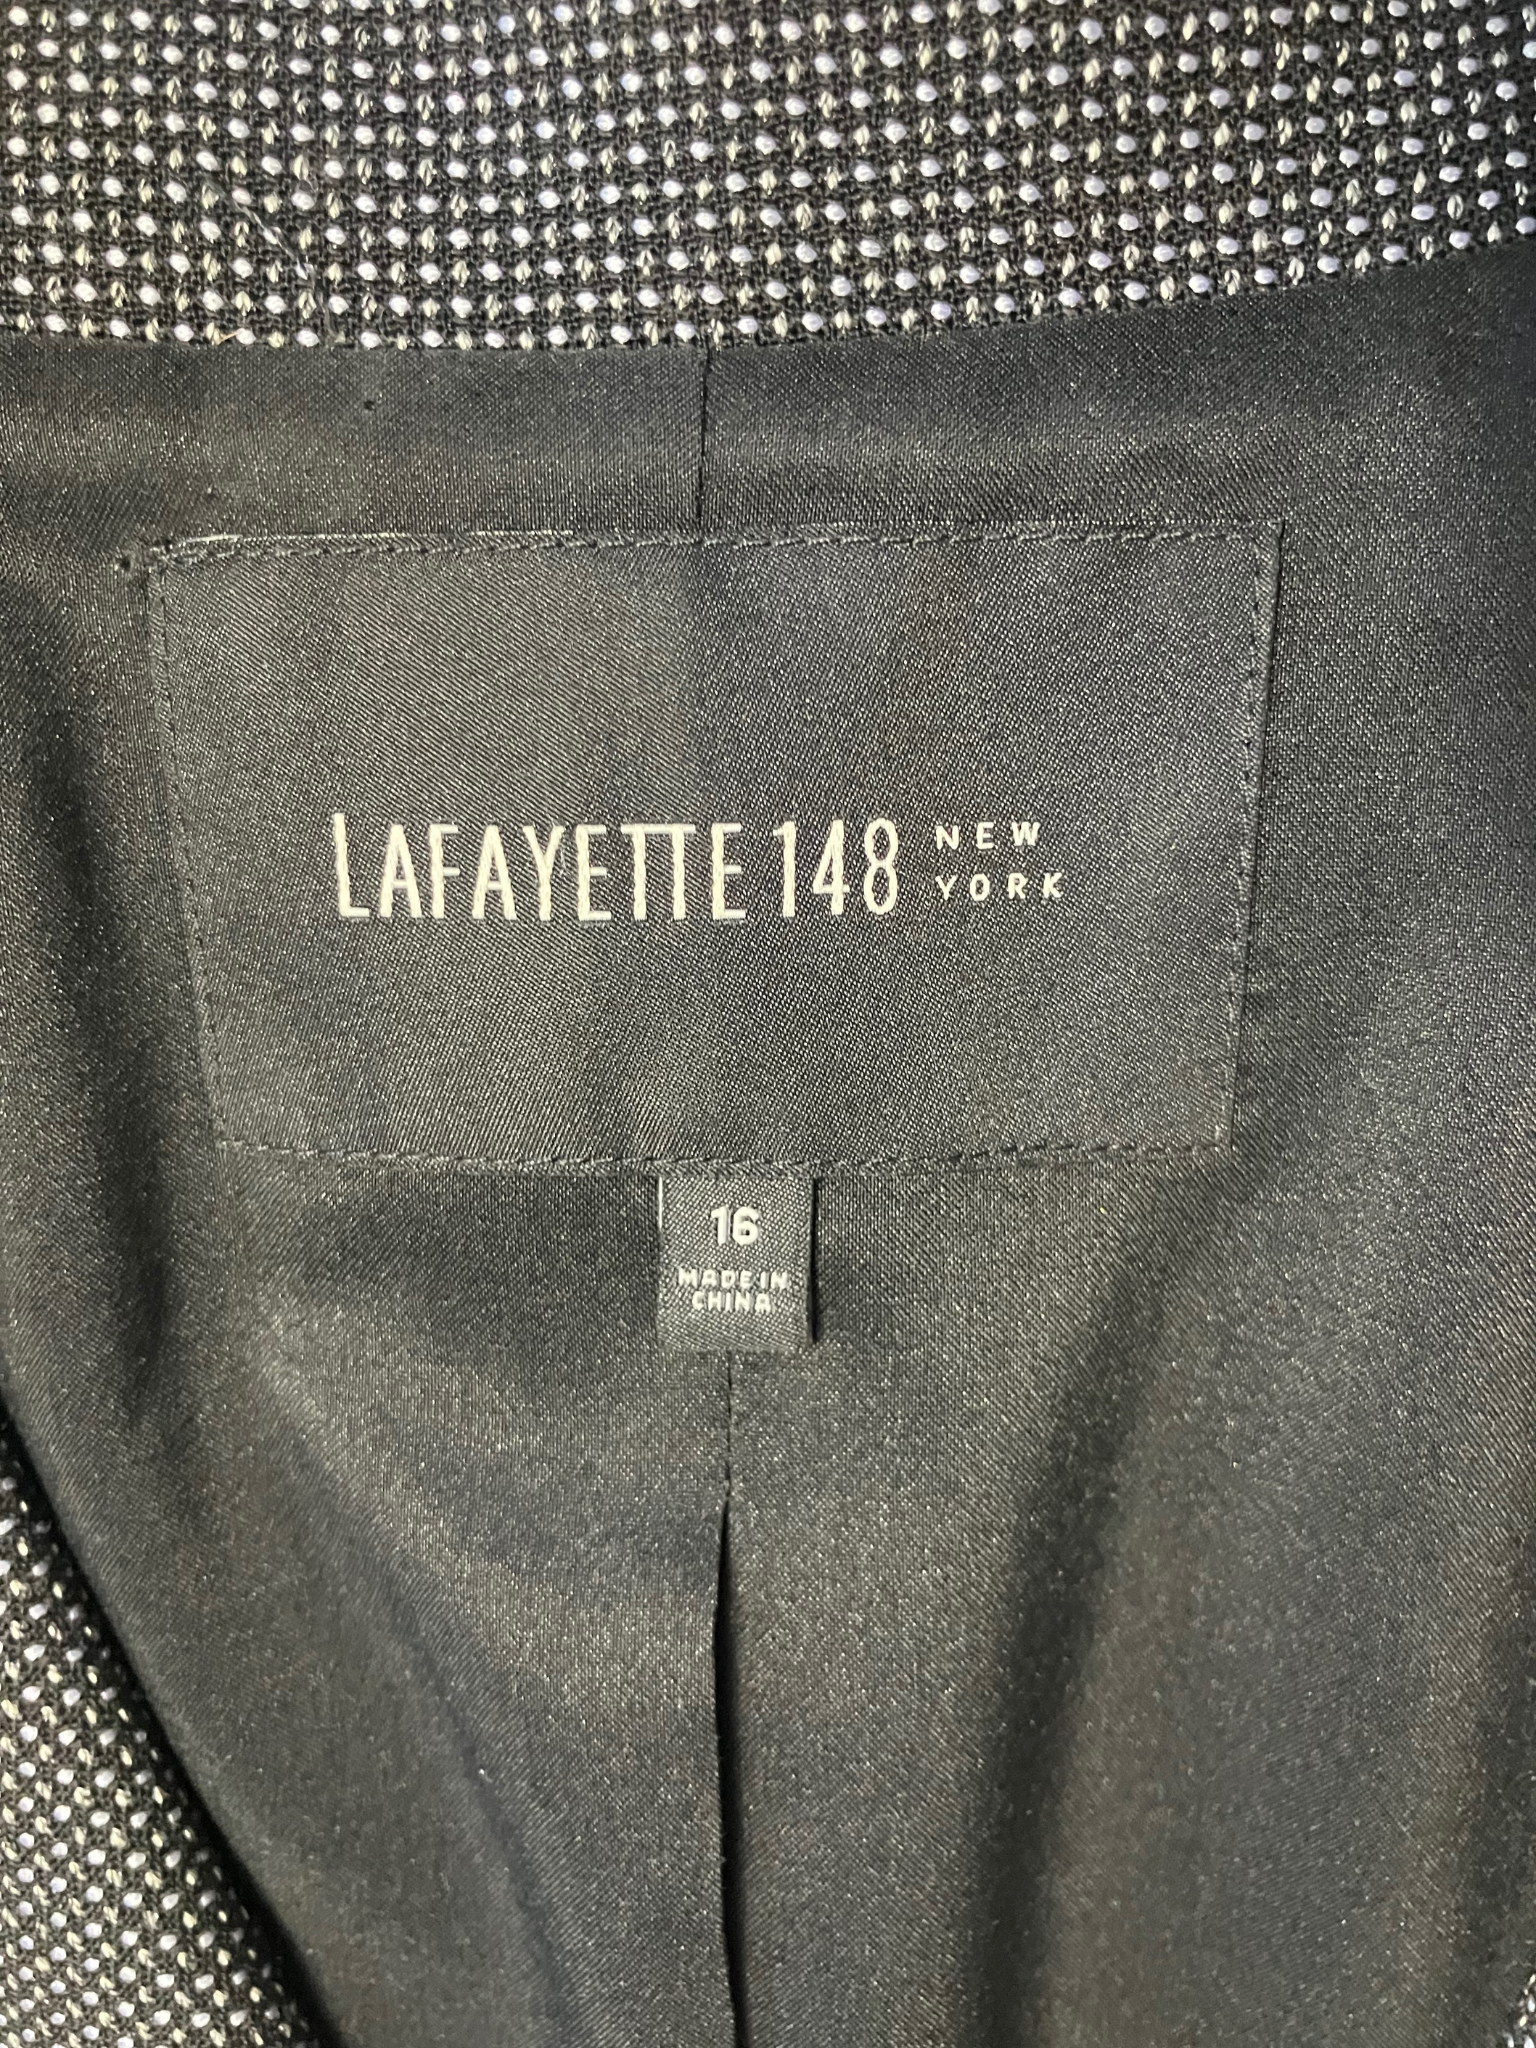 LAFAYETTE 148 NEW
YORK
16
MADE IN
CHINA